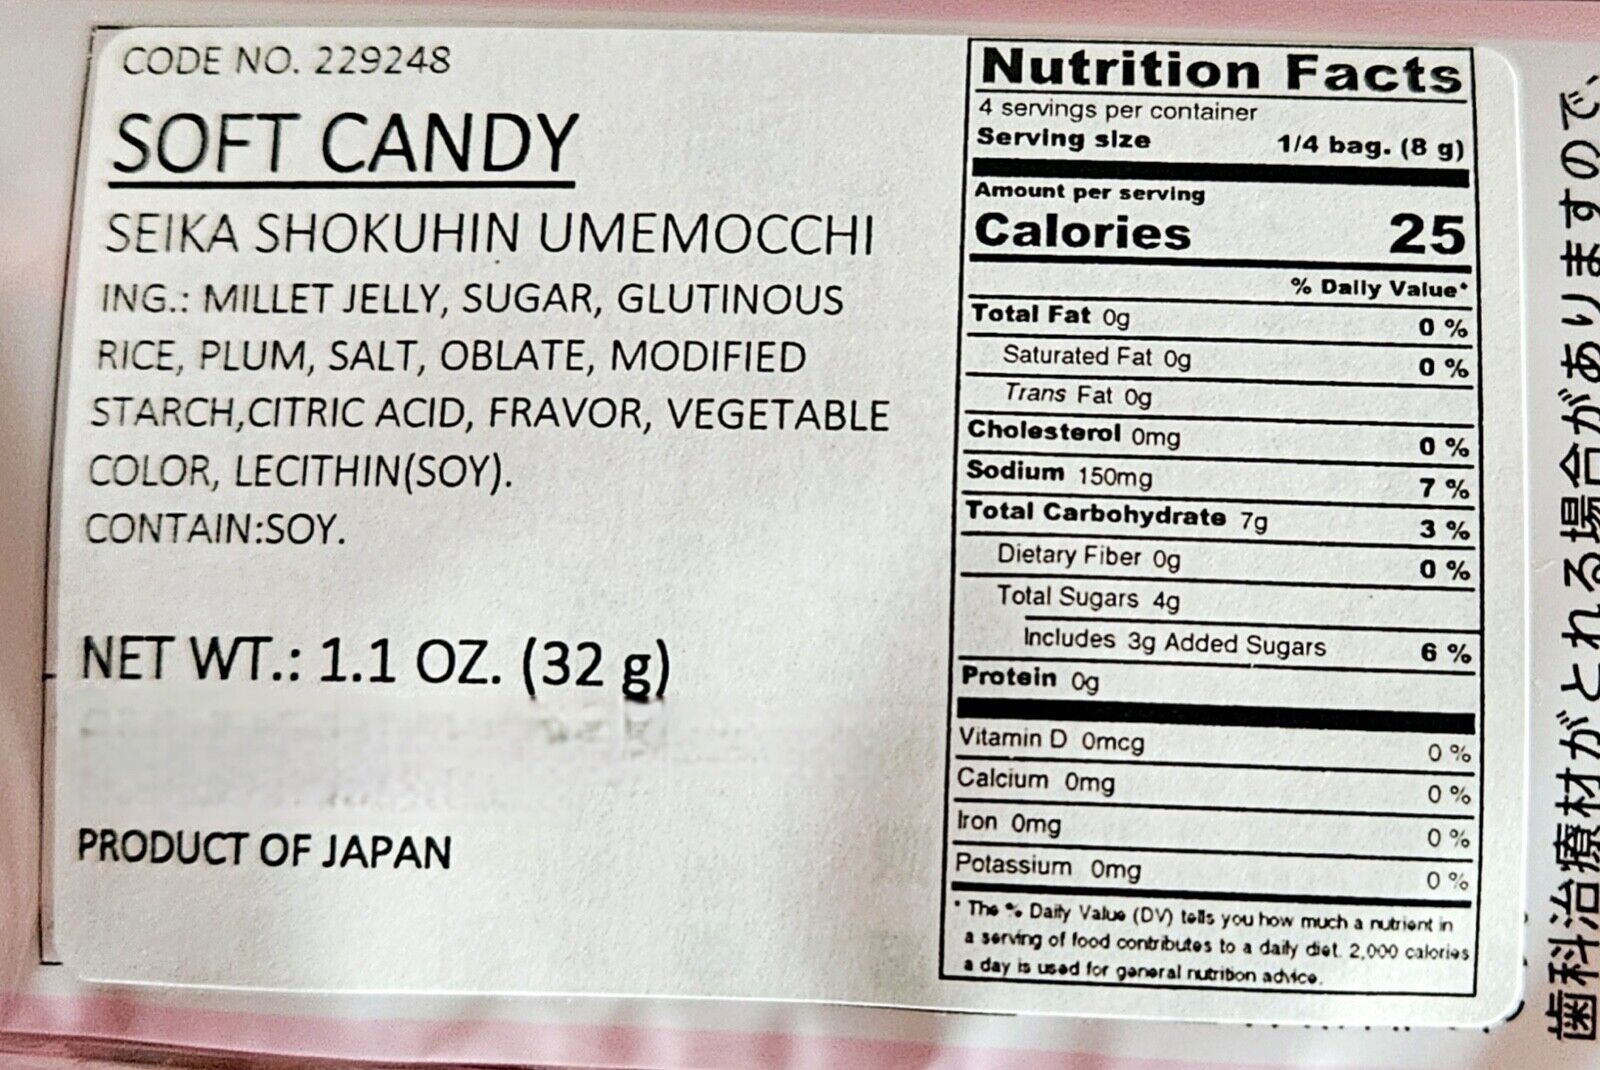 CODE NO. 229248
SOFT CANDY
SEIKA SHOKUHIN UMEMOCCHI
ING.: MILLET JELLY, SUGAR, GLUTINOUS
RICE, PLUM, SALT, OBLATE, MODIFIED
STARCH,CITRIC ACID, FRAVOR, VEGETABLE
COLOR, LECITHIN(SOY).
CONTAIN:SOY.
NET WT.: 1.1 OZ. (32 g)
PRODUCT OF JAPAN
Nutrition Facts
4 servings per container
Serving size 1/4 bag. (8 g)
Amount per serving
Calories 25
% Daily Value*
Total Fat 0g 0 %
Saturated Fat 0g 0 %
Trans Fat 0g
Cholesterol 0mg 0 %
Sodium 150mg 7 %
Total Carbohydrate 7g 3 %
Dietary Fiber 0g 0 %
Total Sugars 4g
Includes 3g Added Sugars 6 %
Protein 0g
Vitamin D 0mcg 0 %
Calcium 0mg 0 %
Iron 0mg 0 %
Potassium 0mg 0 %
* The % Daily Value (DV) tells you how much a nutrient in
a serving of food contributes to a daily diet. 2,000 calories
a day is used for general nutrition advice.
歯科治療材がとれる場合がありますので、